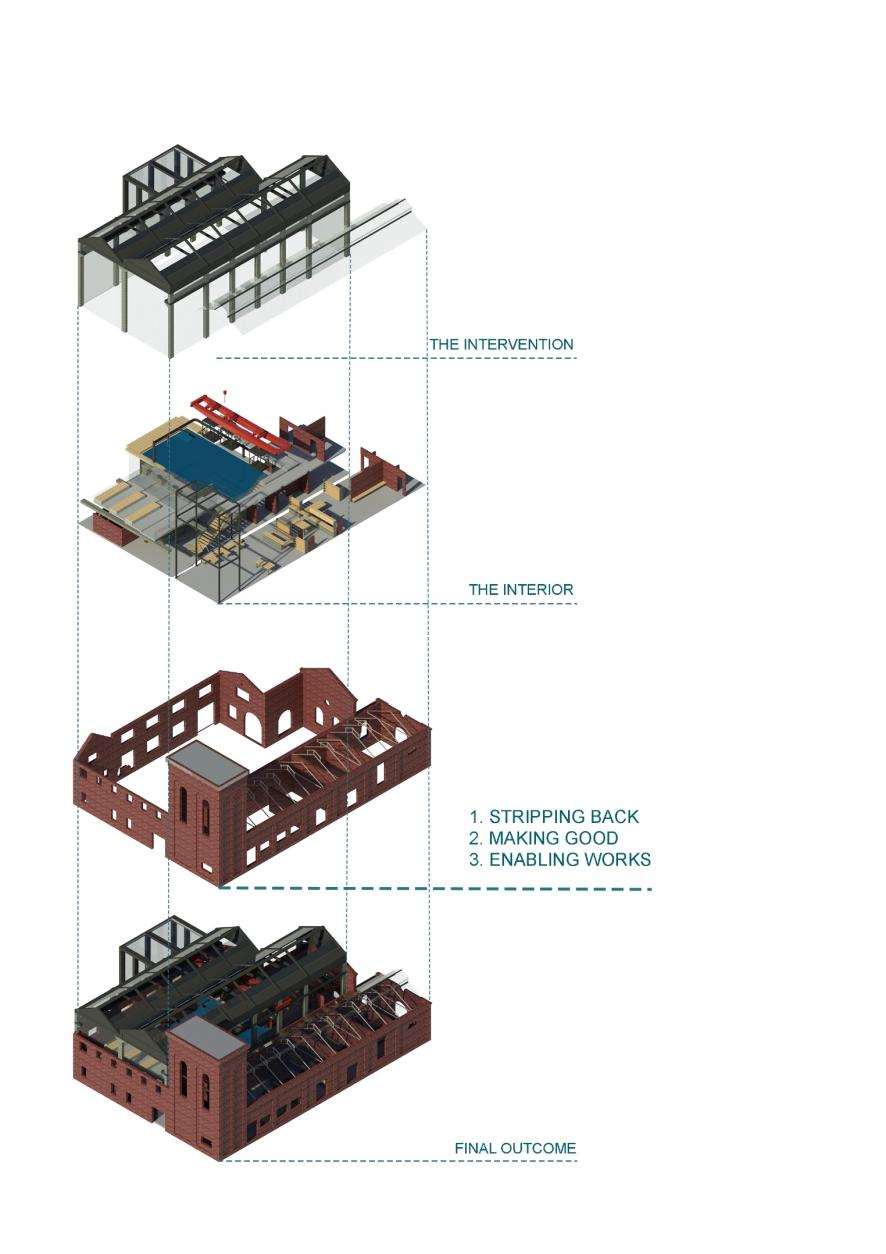 THE INTERVENTION
THE INTERIOR
1. STRIPPING BACK
2. MAKING GOOD
3. ENABLING WORKS
FINAL OUTCOME